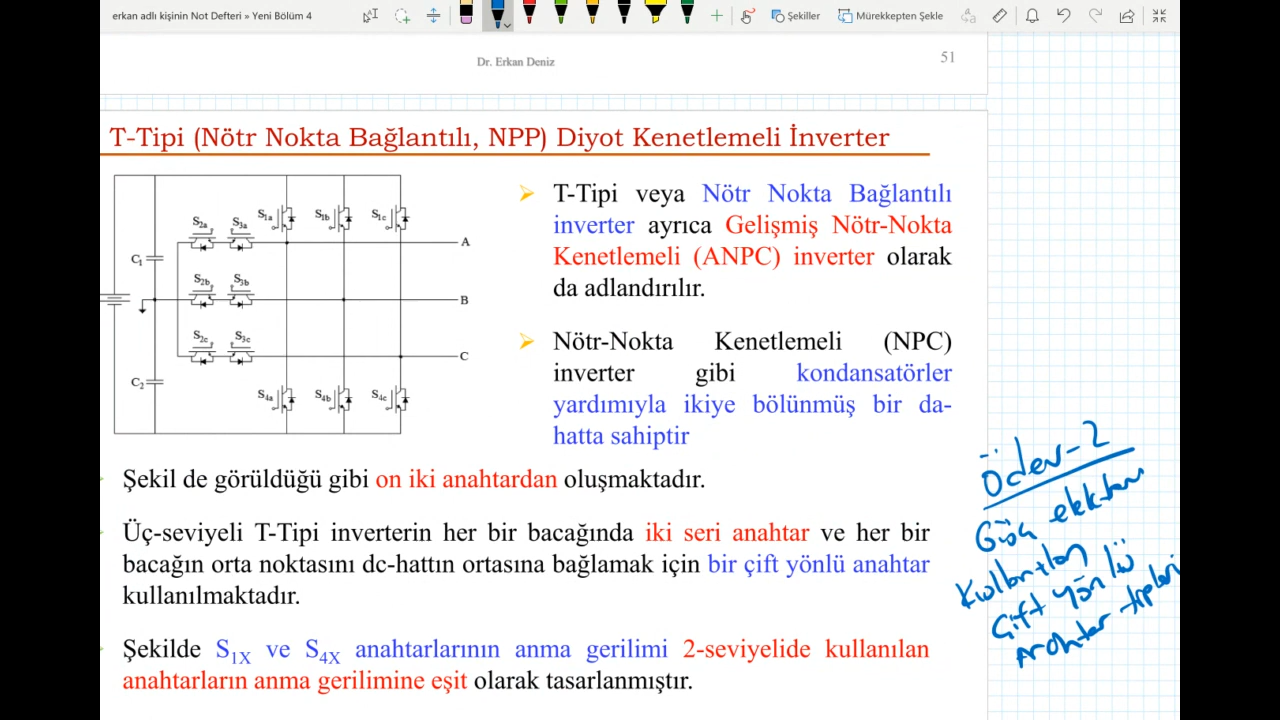 erkan adlı kişinin Not Defteri » Yeni Bölüm 4
Şekiller
Mürekkepten Şekle
Dr. Erkan Deniz
51
T-Tipi (Nötr Nokta Bağlantılı, NPP) Diyot Kenetlemeli İnverter
S1a S1b S1c
S2a S3a
A
C1
S2b S3b
B
S2c S3c
C
C2
S4a S4b S4c
T-Tipi veya Nötr Nokta Bağlantılı
inverter ayrıca Gelişmiş Nötr-Nokta
Kenetlemeli (ANPC) inverter olarak
da adlandırılır.
Nötr-Nokta Kenetlemeli (NPC)
inverter gibi kondansatörler
yardımıyla ikiye bölünmüş bir da-
hatta sahiptir
Şekil de görüldüğü gibi on iki anahtardan oluşmaktadır.
Üç-seviyeli T-Tipi inverterin her bir bacağında iki seri anahtar ve her bir
bacağın orta noktasını dc-hattın ortasına bağlamak için bir çift yönlü anahtar
kullanılmaktadır.
Şekilde S1X ve S4X anahtarlarının anma gerilimi 2-seviyelide kullanılan
anahtarların anma gerilimine eşit olarak tasarlanmıştır.
Ödev-2
Güç
Kullanılan
Çift yönlü
anahtar tipleri